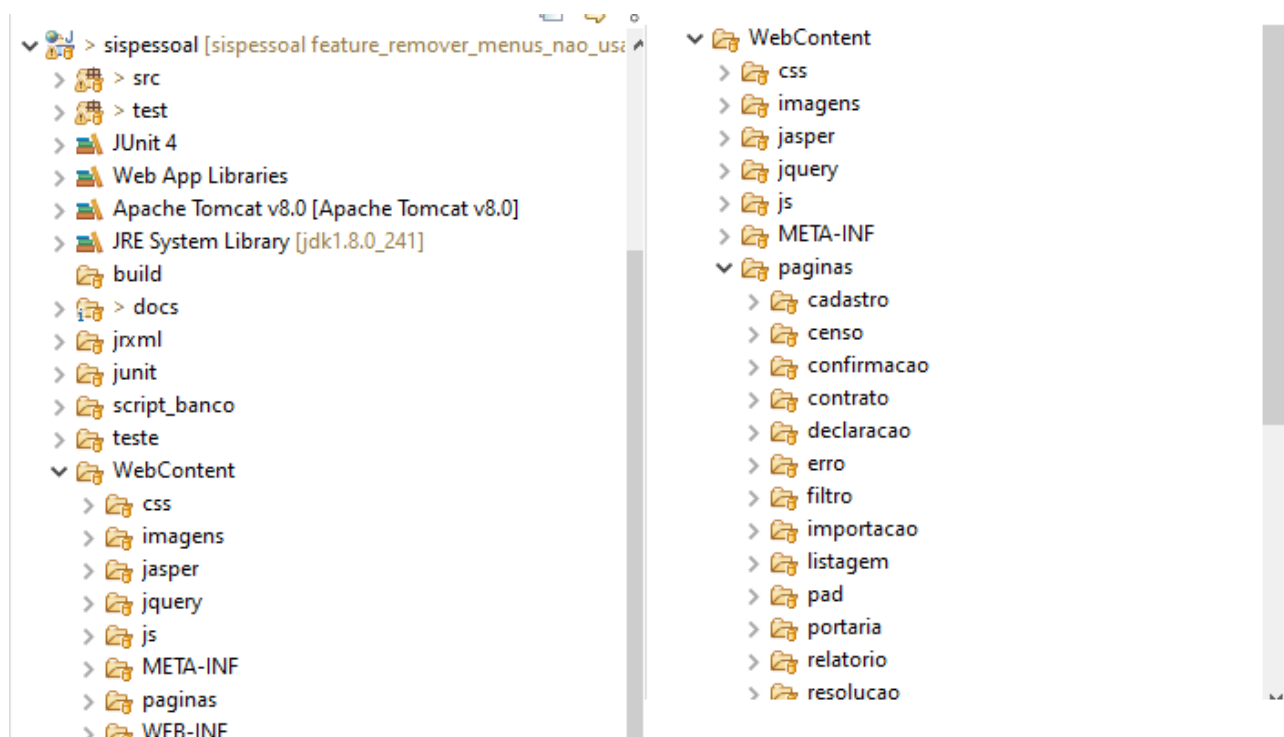 > sispessoal [sispessoal feature_remover_menus_nao_usa
> src
> test
JUnit 4
Web App Libraries
Apache Tomcat v8.0 [Apache Tomcat v8.0]
JRE System Library [jdk1.8.0_241]
build
> docs
jrxml
junit
script_banco
teste
WebContent
css
imagens
jasper
jquery
js
META-INF
paginas
WEB-INF
WebContent
css
imagens
jasper
jquery
js
META-INF
paginas
cadastro
censo
confirmacao
contrato
declaracao
erro
filtro
importacao
listagem
pad
portaria
relatorio
resolucao